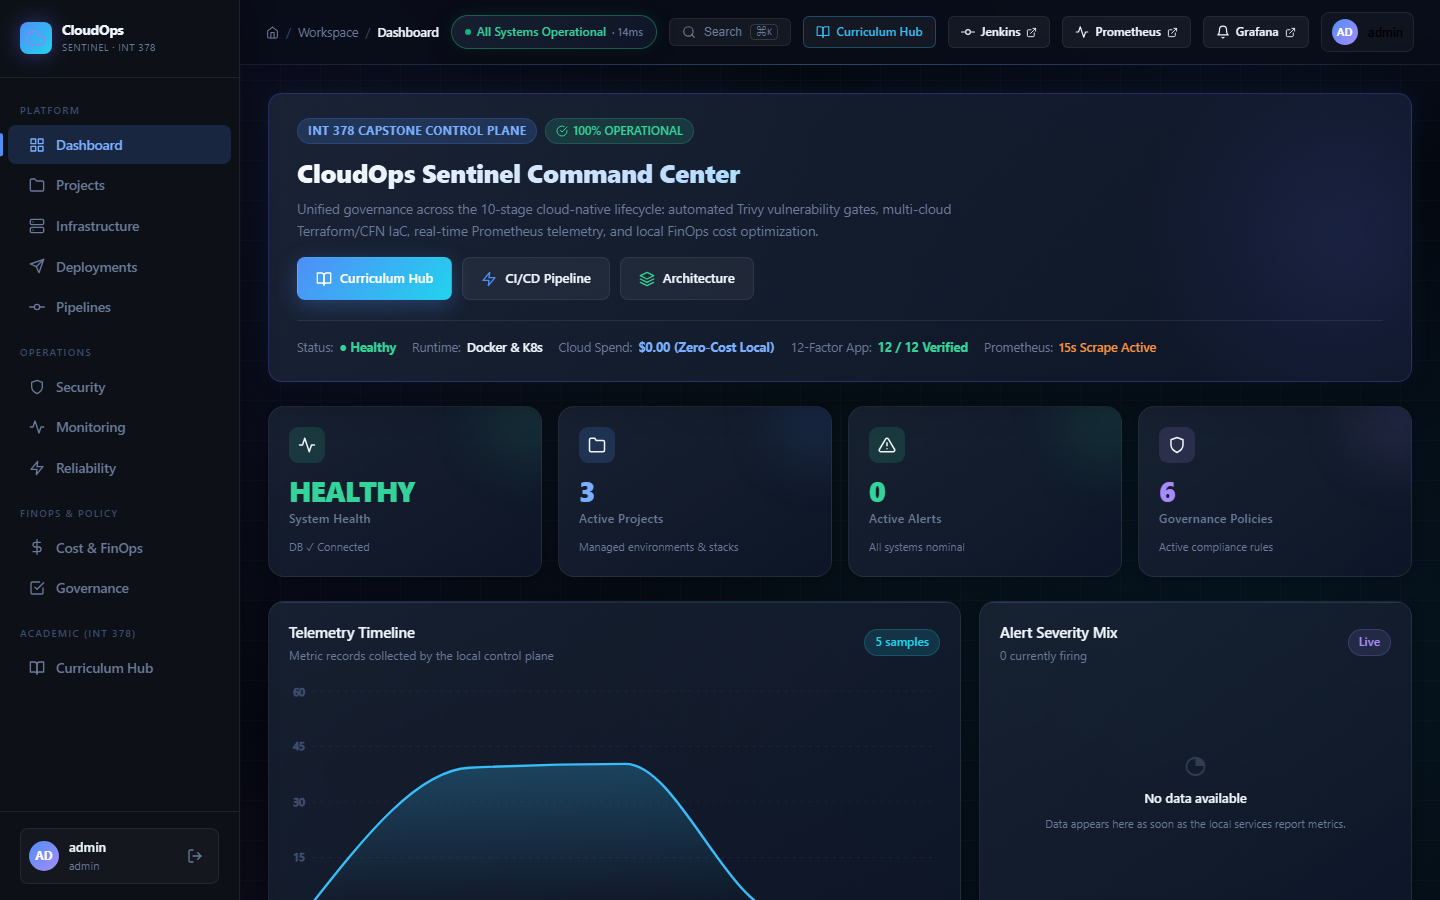 CloudOps
SENTINEL · INT 378
PLATFORM
Dashboard
Projects
Infrastructure
Deployments
Pipelines
OPERATIONS
Security
Monitoring
Reliability
FINOPS & POLICY
Cost & FinOps
Governance
ACADEMIC (INT 378)
Curriculum Hub
AD
admin
admin
/ Workspace / Dashboard
All Systems Operational · 14ms
Search ⌘K
Curriculum Hub
Jenkins
Prometheus
Grafana
AD admin
INT 378 CAPSTONE CONTROL PLANE
100% OPERATIONAL
CloudOps Sentinel Command Center
Unified governance across the 10-stage cloud-native lifecycle: automated Trivy vulnerability gates, multi-cloud
Terraform/CFN IaC, real-time Prometheus telemetry, and local FinOps cost optimization.
Curriculum Hub
CI/CD Pipeline
Architecture
Status: ● Healthy Runtime: Docker & K8s Cloud Spend: $0.00 (Zero-Cost Local) 12-Factor App: 12 / 12 Verified Prometheus: 15s Scrape Active
HEALTHY
System Health
DB ✓ Connected
3
Active Projects
Managed environments & stacks
0
Active Alerts
All systems nominal
6
Governance Policies
Active compliance rules
Telemetry Timeline
Metric records collected by the local control plane
5 samples
60
45
30
15
Alert Severity Mix
0 currently firing
Live
No data available
Data appears here as soon as the local services report metrics.